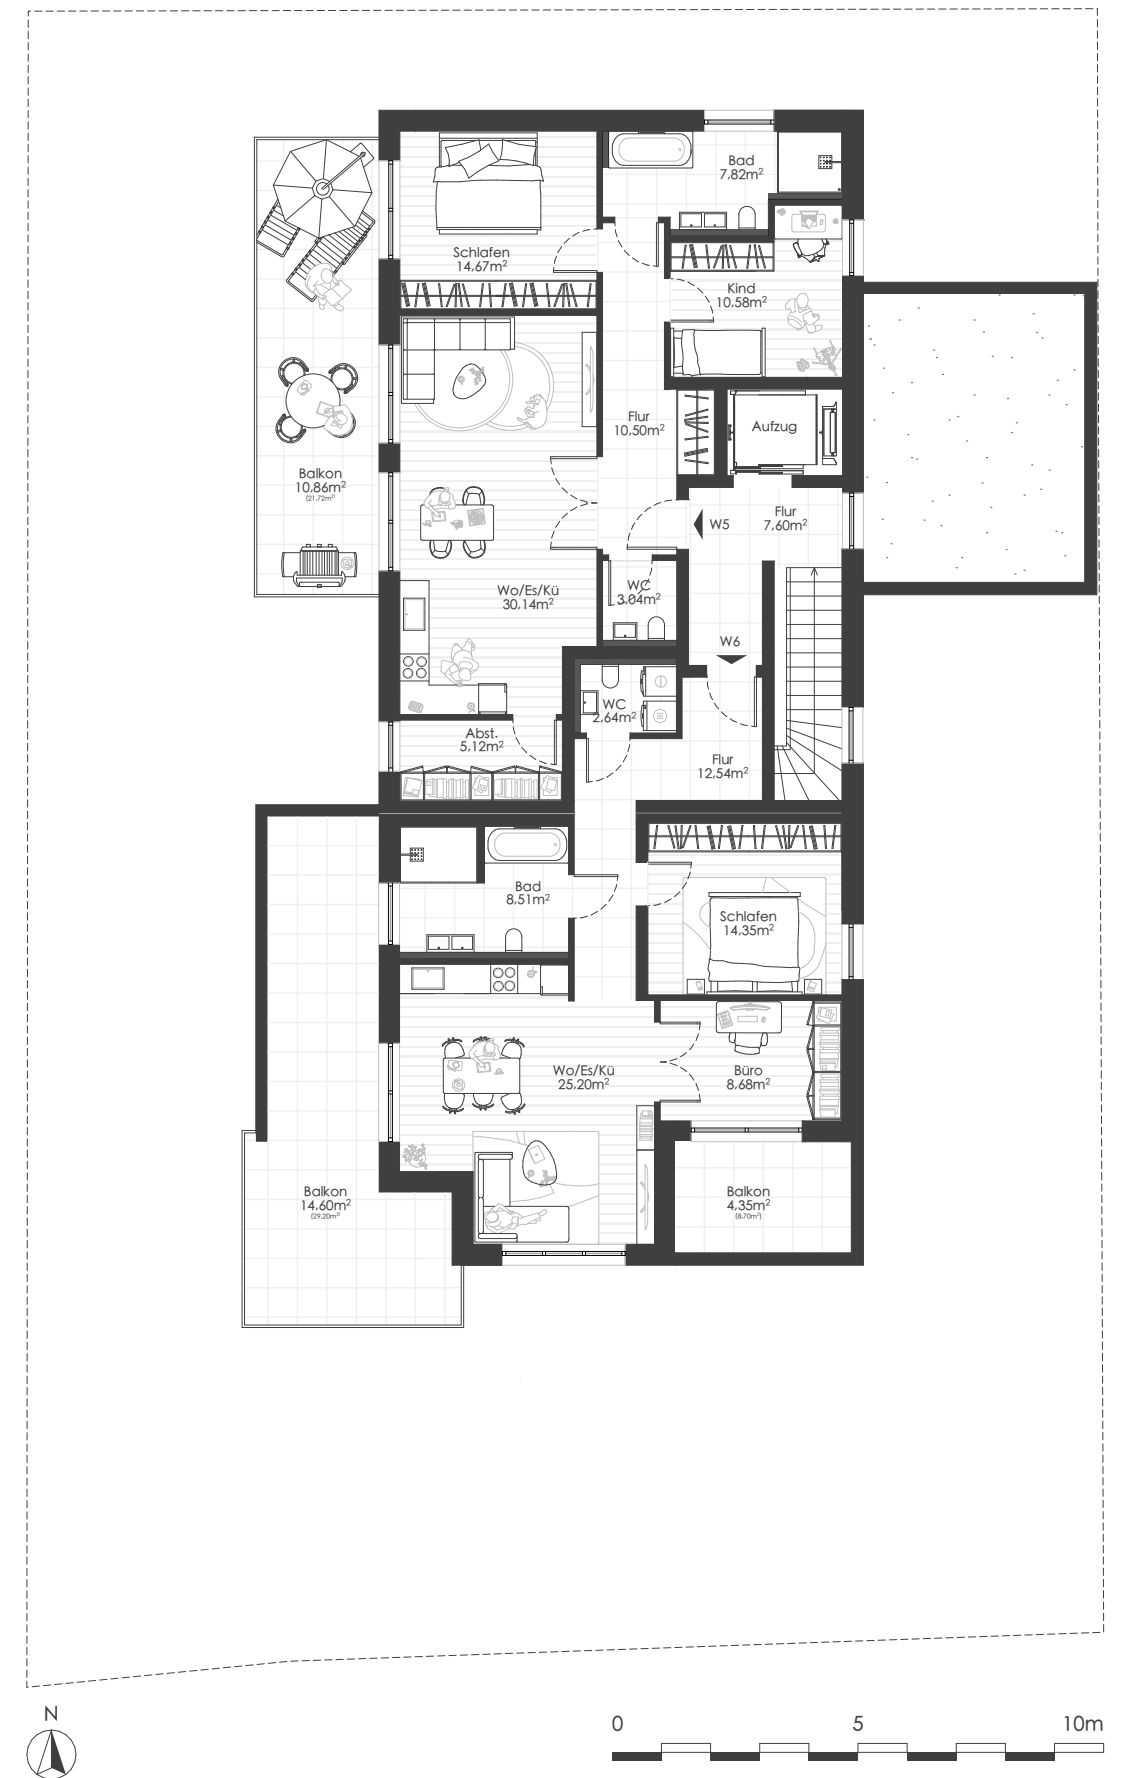 Bad
7,82m²
Schlafen
14,67m²
Kind
10,58m²
Flur
10,50m²
Aufzug
Balkon
10,86m²
(21.72m²)
W5
Flur
7,60m²
Wo/Es/Kü
30,14m²
WC
3,04m²
W6
WC
2,64m²
Abst.
5,12m²
Flur
12,54m²
Bad
8,51m²
Schlafen
14,35m²
Wo/Es/Kü
25,20m²
Büro
8,68m²
Balkon
14,60m²
(29.20m²)
Balkon
4,35m²
(8.70m²)
N
0 5 10m